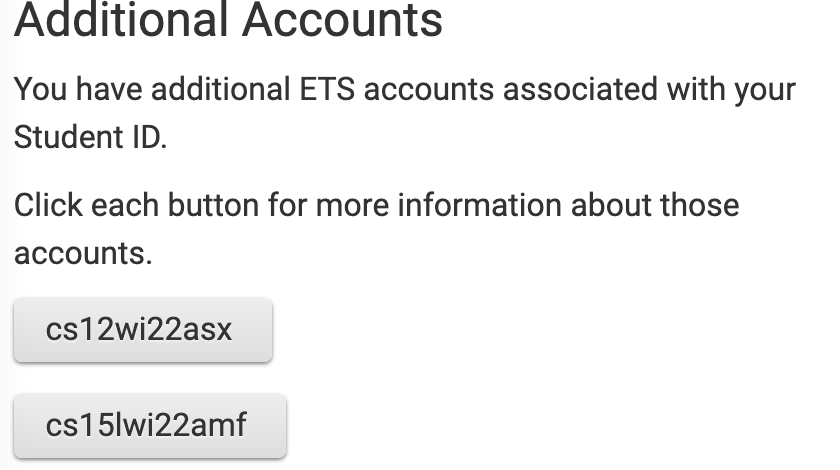 Additional Accounts
You have additional ETS accounts associated with your
Student ID.
Click each button for more information about those
accounts.
cs12wi22asx
cs15lwi22amf